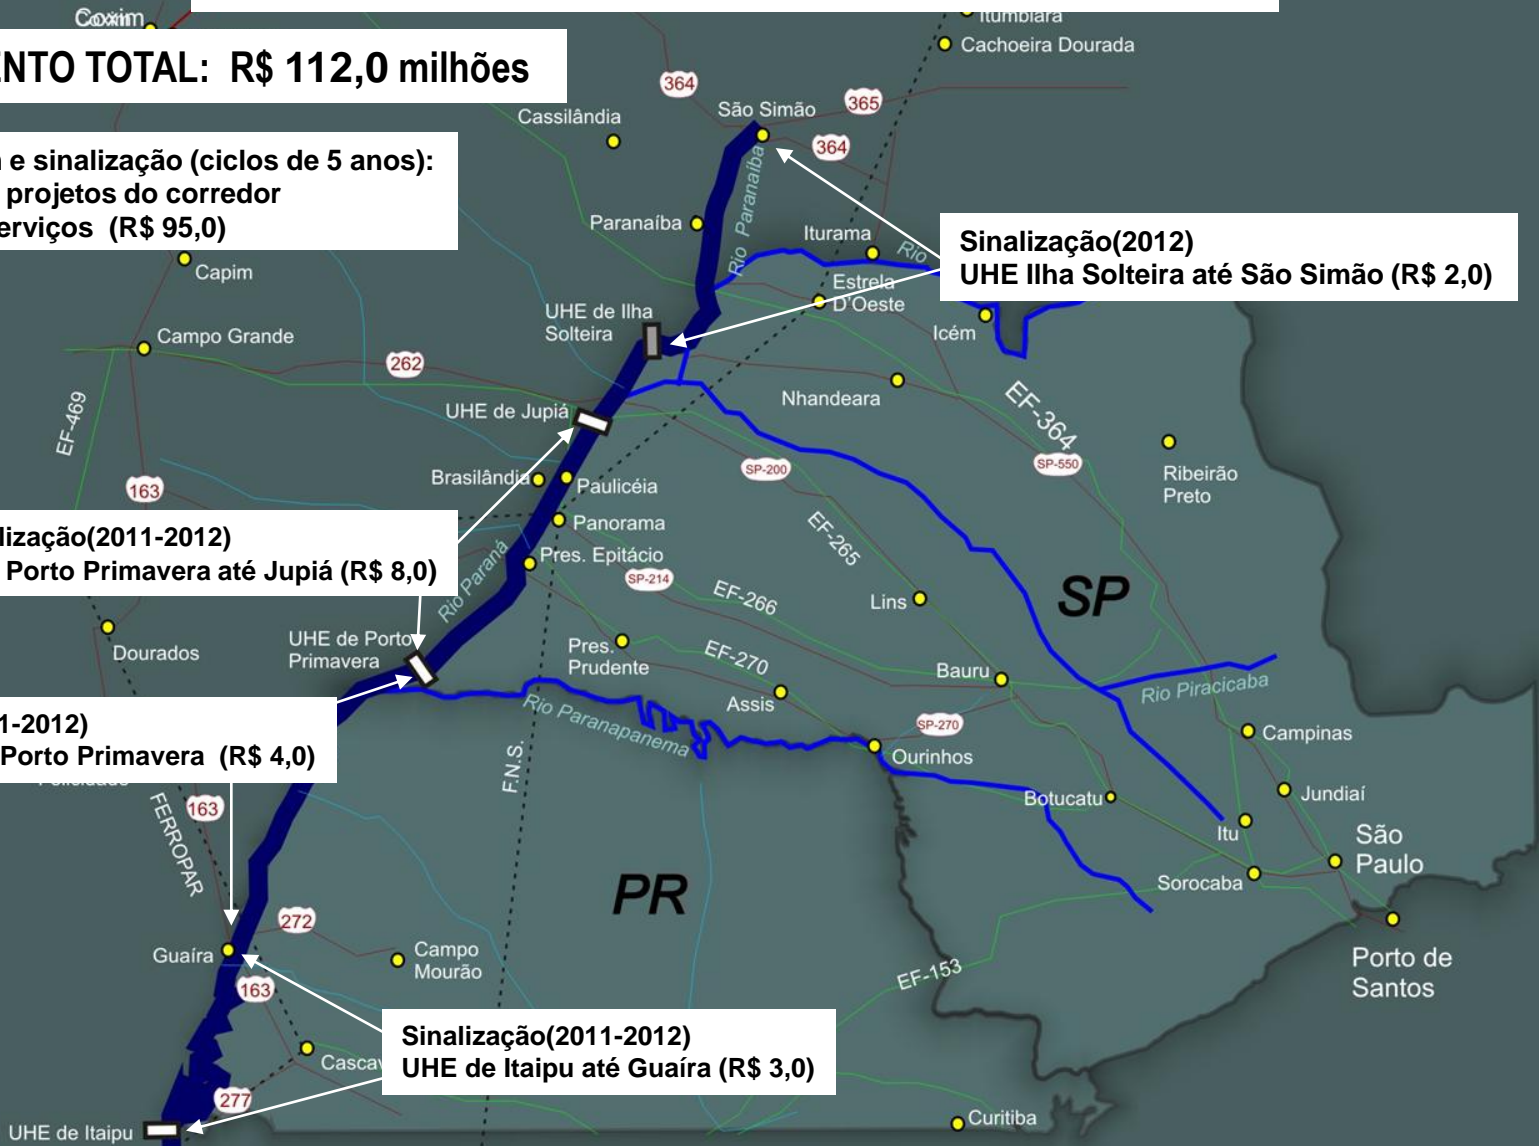 Coxim
Itumbiara
Cachoeira Dourada
ENTO TOTAL: R$ 112,0 milhões
364
São Simão
365
Cassilândia
364
e sinalização (ciclos de 5 anos):
projetos do corredor
erviços (R$ 95,0)
Rio Paranaíba
Paranaíba
Iturama
Rio
Sinalização(2012)
UHE Ilha Solteira até São Simão (R$ 2,0)
Capim
Estrela
D'Oeste
UHE de Ilha
Solteira
Icém
Campo Grande
262
Nhandeara
EF-469
UHE de Jupiá
EF-364
SP-200
SP-550
Ribeirão
Preto
Brasilândia
Paulicéia
163
Panorama
EF-265
lização(2011-2012)
Porto Primavera até Jupiá (R$ 8,0)
Rio Paraná
Pres. Epitácio
SP-214
EF-266
Lins
SP
Dourados
UHE de Porto
Primavera
Pres.
Prudente
EF-270
Bauru
Assis
Rio Piracicaba
1-2012)
Porto Primavera (R$ 4,0)
Rio Paranapanema
SP-270
Campinas
Ourinhos
F.N.S.
FERROPAR
163
Botucatu
Jundiaí
Itu
São
Paulo
PR
Sorocaba
272
Guaíra
Campo
Mourão
Porto de
Santos
163
EF-153
Sinalização(2011-2012)
UHE de Itaipu até Guaíra (R$ 3,0)
Cascav
277
UHE de Itaipu
Curitiba